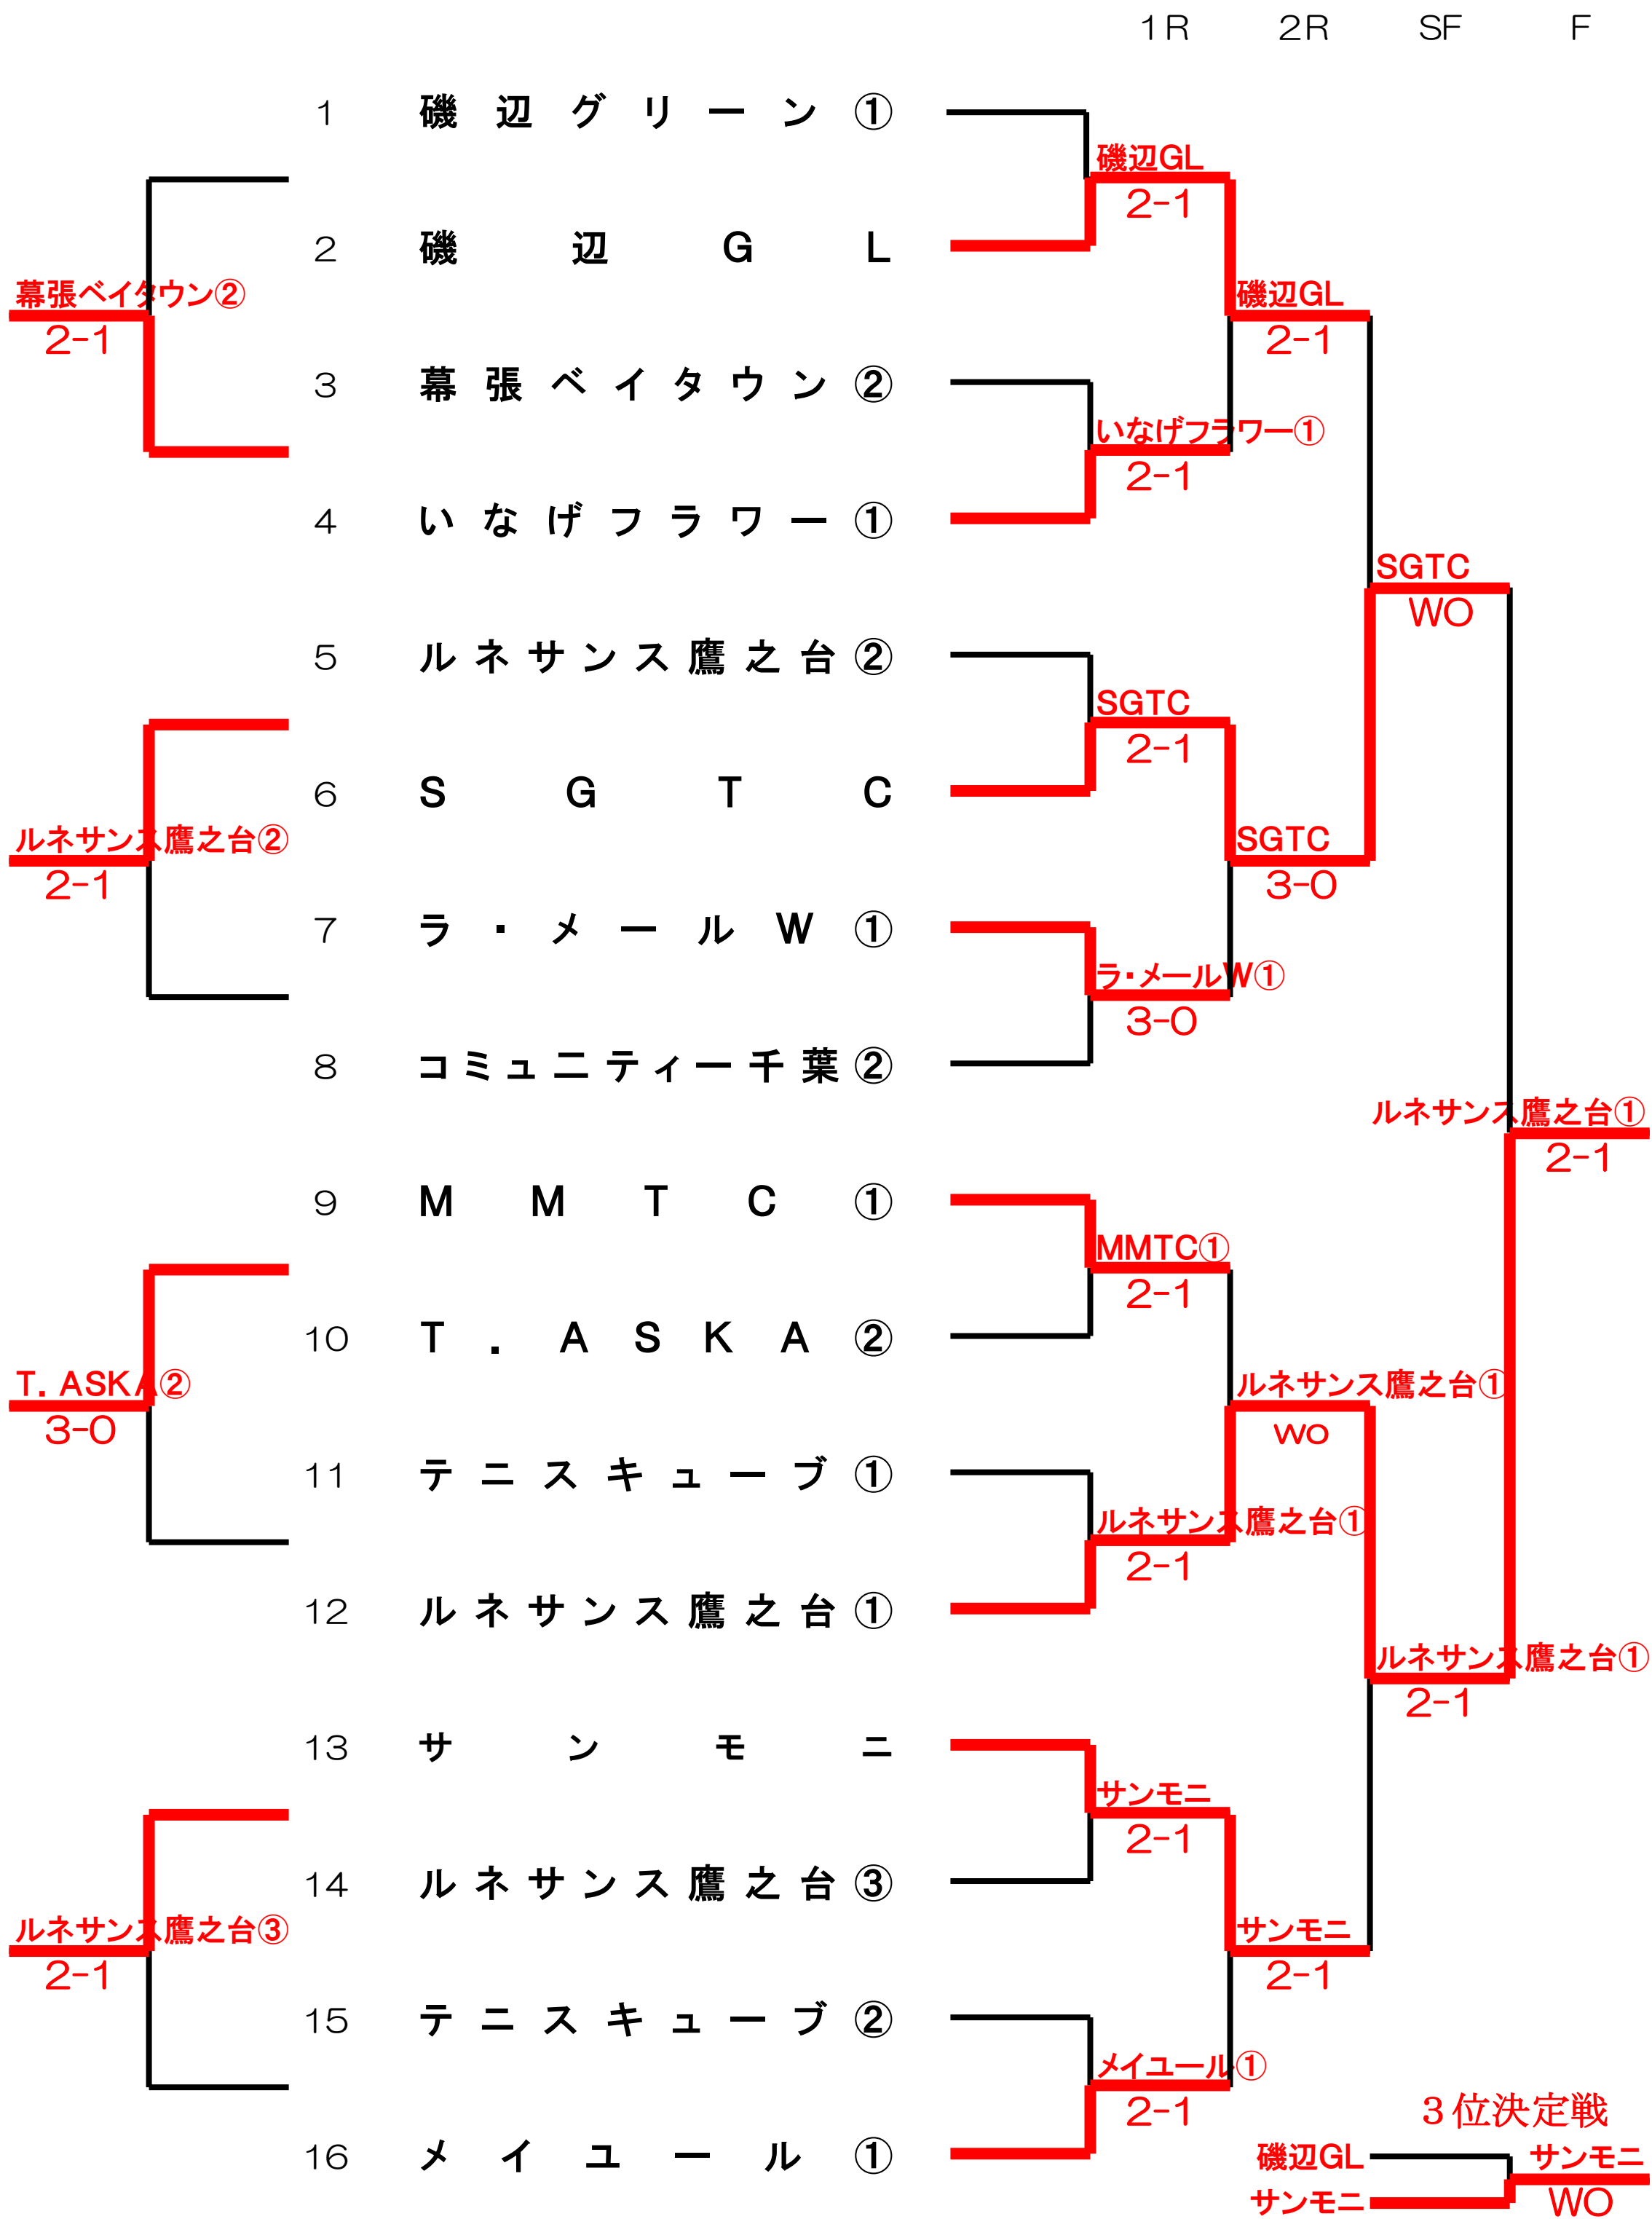 1R 2R SF F
1 磯辺グリーン①
磯辺GL
2-1
2 磯辺GL
幕張ベイタウン②
2-1
磯辺GL
2-1
3 幕張ベイタウン②
いなげフラワー①
2-1
4 いなげフラワー①
SGTC
WO
5 ルネサンス鷹之台②
SGTC
2-1
6 SGTC
ルネサンス鷹之台②
2-1
SGTC
3-0
7 ラ・メールW①
ラ・メールW①
3-0
8 コミュニティー千葉②
ルネサンス鷹之台①
2-1
9 MMTC①
MMTC①
2-1
10 T.ASKA②
T.ASKA②
3-0
ルネサンス鷹之台①
WO
11 テニスキューブ①
ルネサンス鷹之台①
2-1
12 ルネサンス鷹之台①
ルネサンス鷹之台①
2-1
13 サンモニ
サンモニ
2-1
14 ルネサンス鷹之台③
ルネサンス鷹之台③
2-1
サンモニ
2-1
15 テニスキューブ②
メイユール①
2-1
16 メイユール①
3位決定戦
磯辺GL
サンモニ
サンモニ
WO